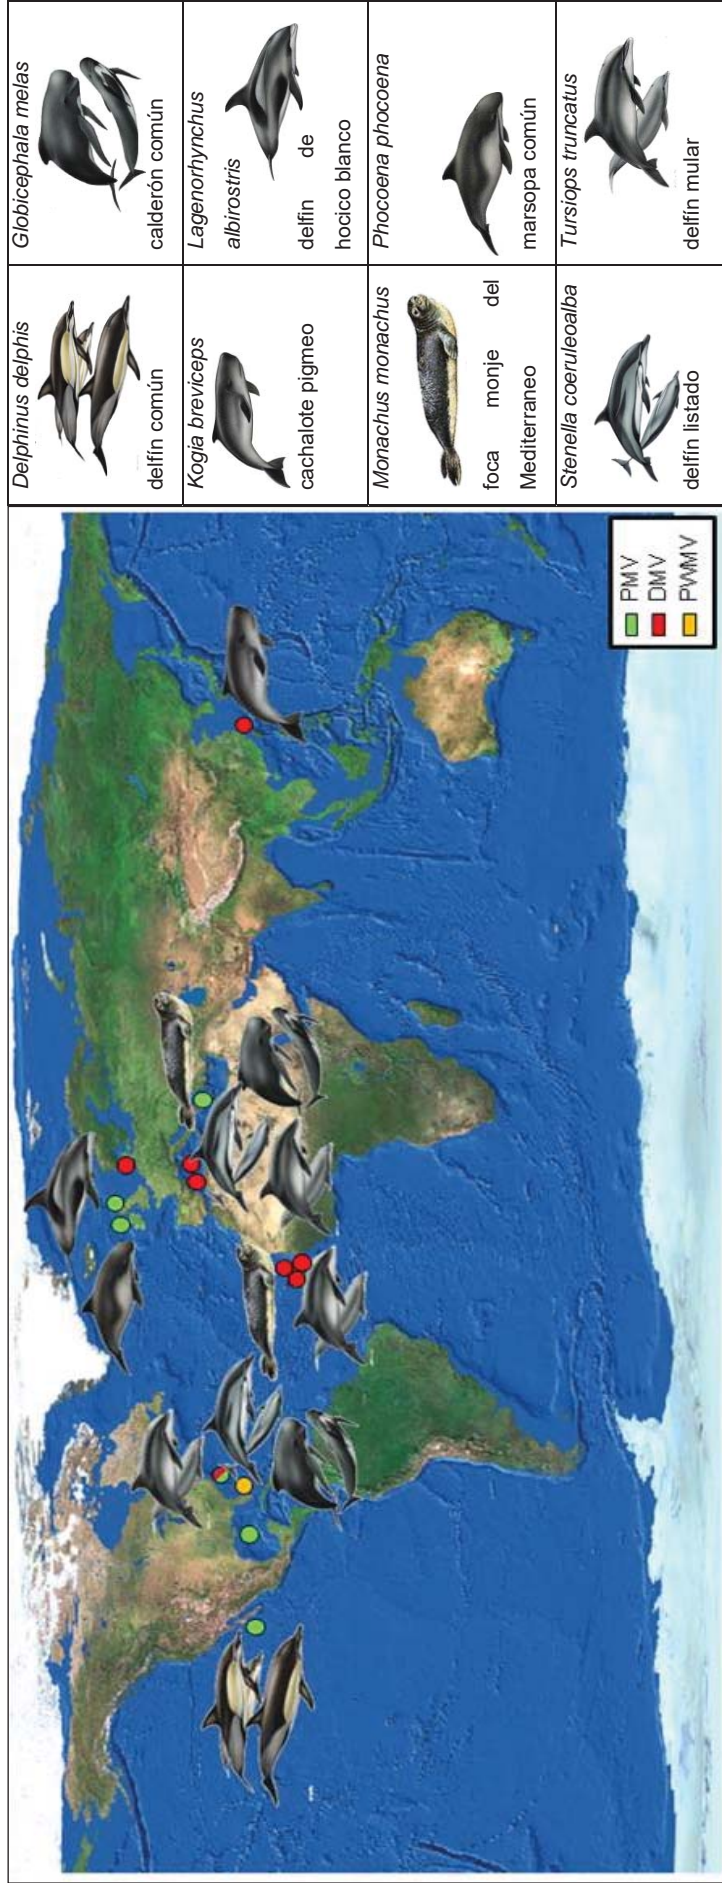 PMV
DMV
PWMV
Delphinus delphis
delfín común
Globicephala melas
calderón común
Kogia breviceps
cachalote pigmeo
Lagenorhynchus
albirostris
delfín de
hocico blanco
Monachus monachus
foca monje del
Mediterraneo
Phocoena phocoena
marsopa común
Stenella coeruleoalba
delfín listado
Tursiops truncatus
delfín mular